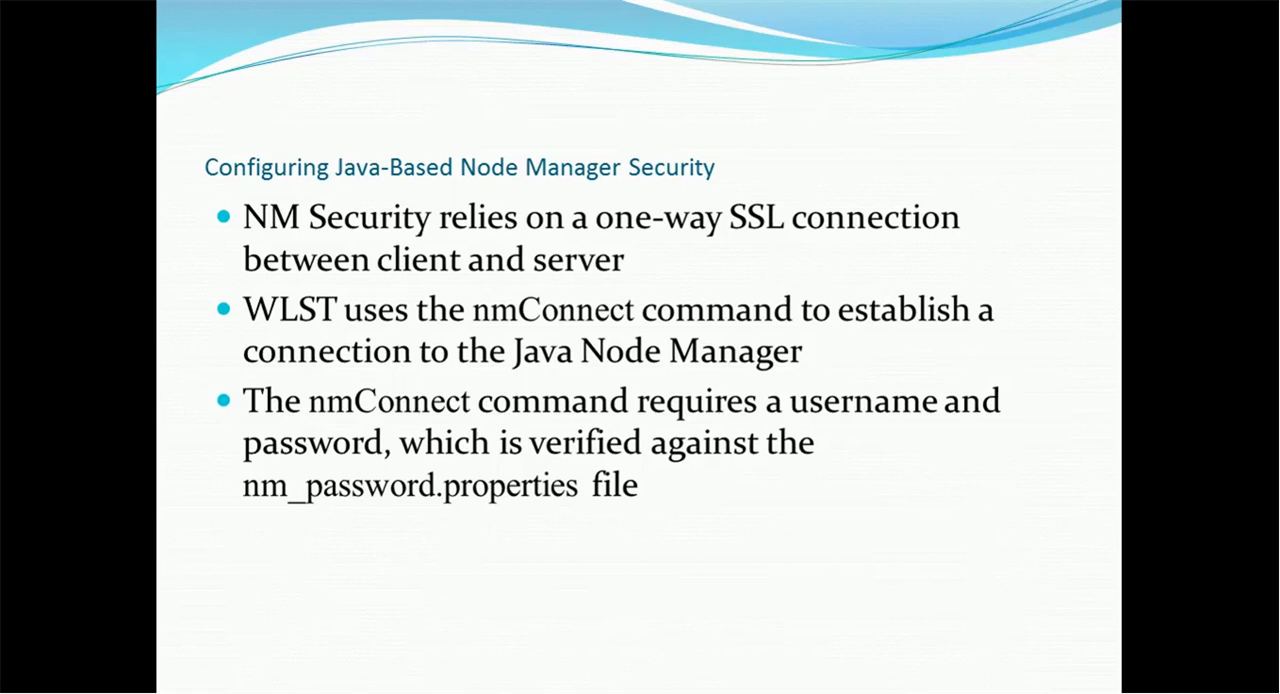 Configuring Java-Based Node Manager Security
NM Security relies on a one-way SSL connection
between client and server
WLST uses the nmConnect command to establish a
connection to the Java Node Manager
The nmConnect command requires a username and
password, which is verified against the
nm_password.properties file